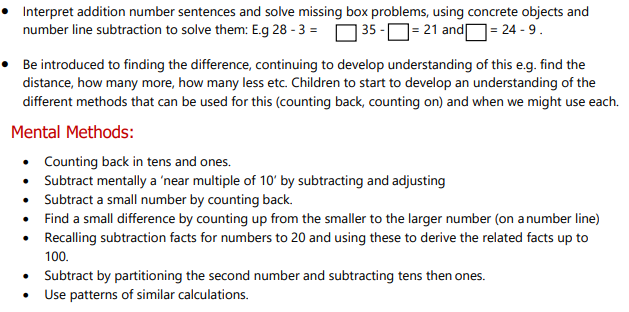 • Interpret addition number sentences and solve missing box problems, using concrete objects and
number line subtraction to solve them: E.g 28 - 3 = □ 35 - □ = 21 and □ = 24 - 9 .
• Be introduced to finding the difference, continuing to develop understanding of this e.g. find the
distance, how many more, how many less etc. Children to start to develop an understanding of the
different methods that can be used for this (counting back, counting on) and when we might use each.
Mental Methods:
• Counting back in tens and ones.
• Subtract mentally a ‘near multiple of 10’ by subtracting and adjusting
• Subtract a small number by counting back.
• Find a small difference by counting up from the smaller to the larger number (on a number line)
• Recalling subtraction facts for numbers to 20 and using these to derive the related facts up to
100.
• Subtract by partitioning the second number and subtracting tens then ones.
• Use patterns of similar calculations.